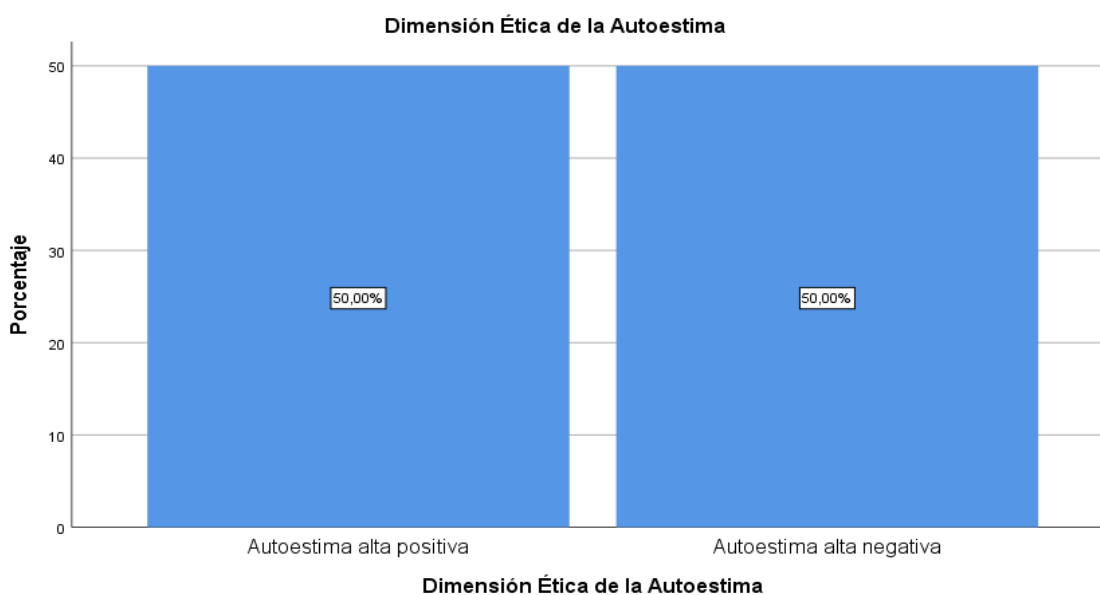 Dimensión Ética de la Autoestima
50
40
30
20
10
0
Porcentaje
50,00%
50,00%
Autoestima alta positiva
Autoestima alta negativa
Dimensión Ética de la Autoestima